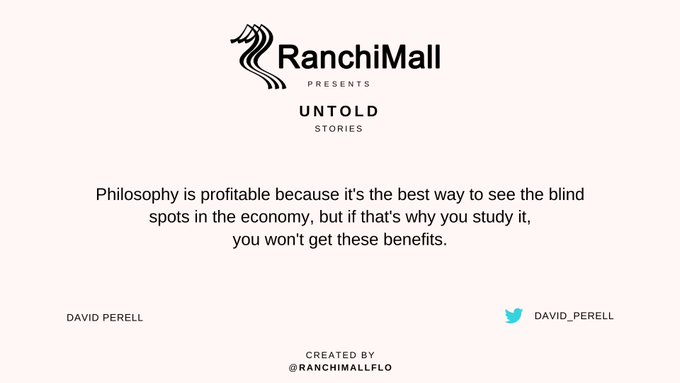 RanchiMall
PRESENTS
UNTOLD
STORIES
Philosophy is profitable because it's the best way to see the blind
spots in the economy, but if that's why you study it,
you won't get these benefits.
DAVID PERELL
DAVID_PERELL
CREATED BY
@RANCHIMALLFLO